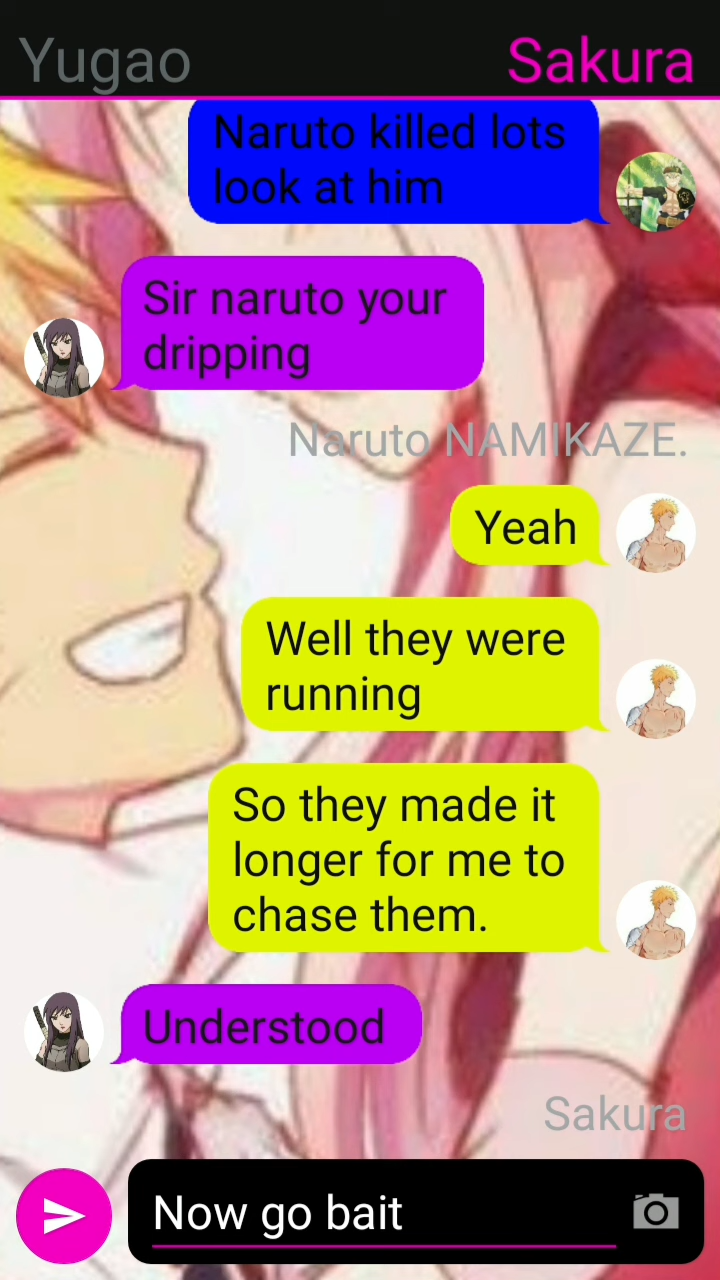 Yugao
Sakura
Naruto killed lots
look at him
Sir naruto your
dripping
Naruto NAMIKAZE.
Yeah
Well they were
running
So they made it
longer for me to
chase them.
Understood
Sakura
Now go bait